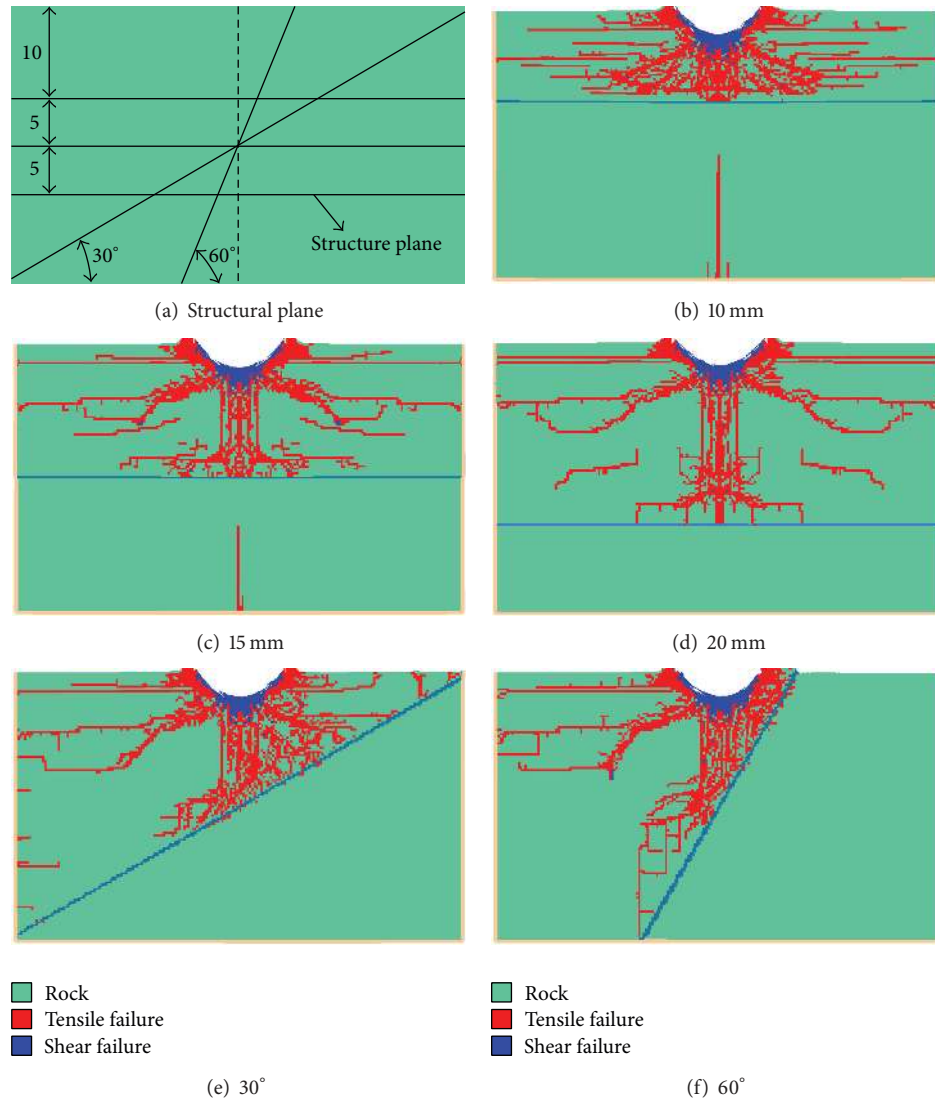 10
5
5
30°
60°
Structure plane
(a) Structural plane
(b) 10 mm
(c) 15 mm
(d) 20 mm
Rock
Tensile failure
Shear failure
Rock
Tensile failure
Shear failure
(e) 30°
(f) 60°